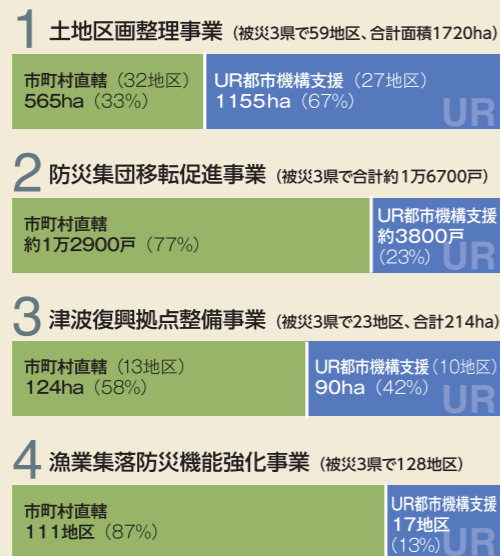 1 土地区画整理事業（被災3県で59地区、合計面積1720ha)
市町村直轄（32地区）
565ha（33%）
UR都市機構支援（27地区）
1155ha（67%）
UR
2 防災集団移転促進事業（被災3県で合計約1万6700戸）
市町村直轄
約1万2900戸（77%）
UR都市機構支援
約3800戸
(23%)
UR
3 津波復興拠点整備事業（被災3県で23地区、合計214ha)
市町村直轄（13地区）
124ha（58%）
UR都市機構支援（10地区）
90ha（42%）
UR
4 漁業集落防災機能強化事業（被災3県で128地区）
市町村直轄
111地区（87%）
UR都市機構支援
17地区
(13%)
UR